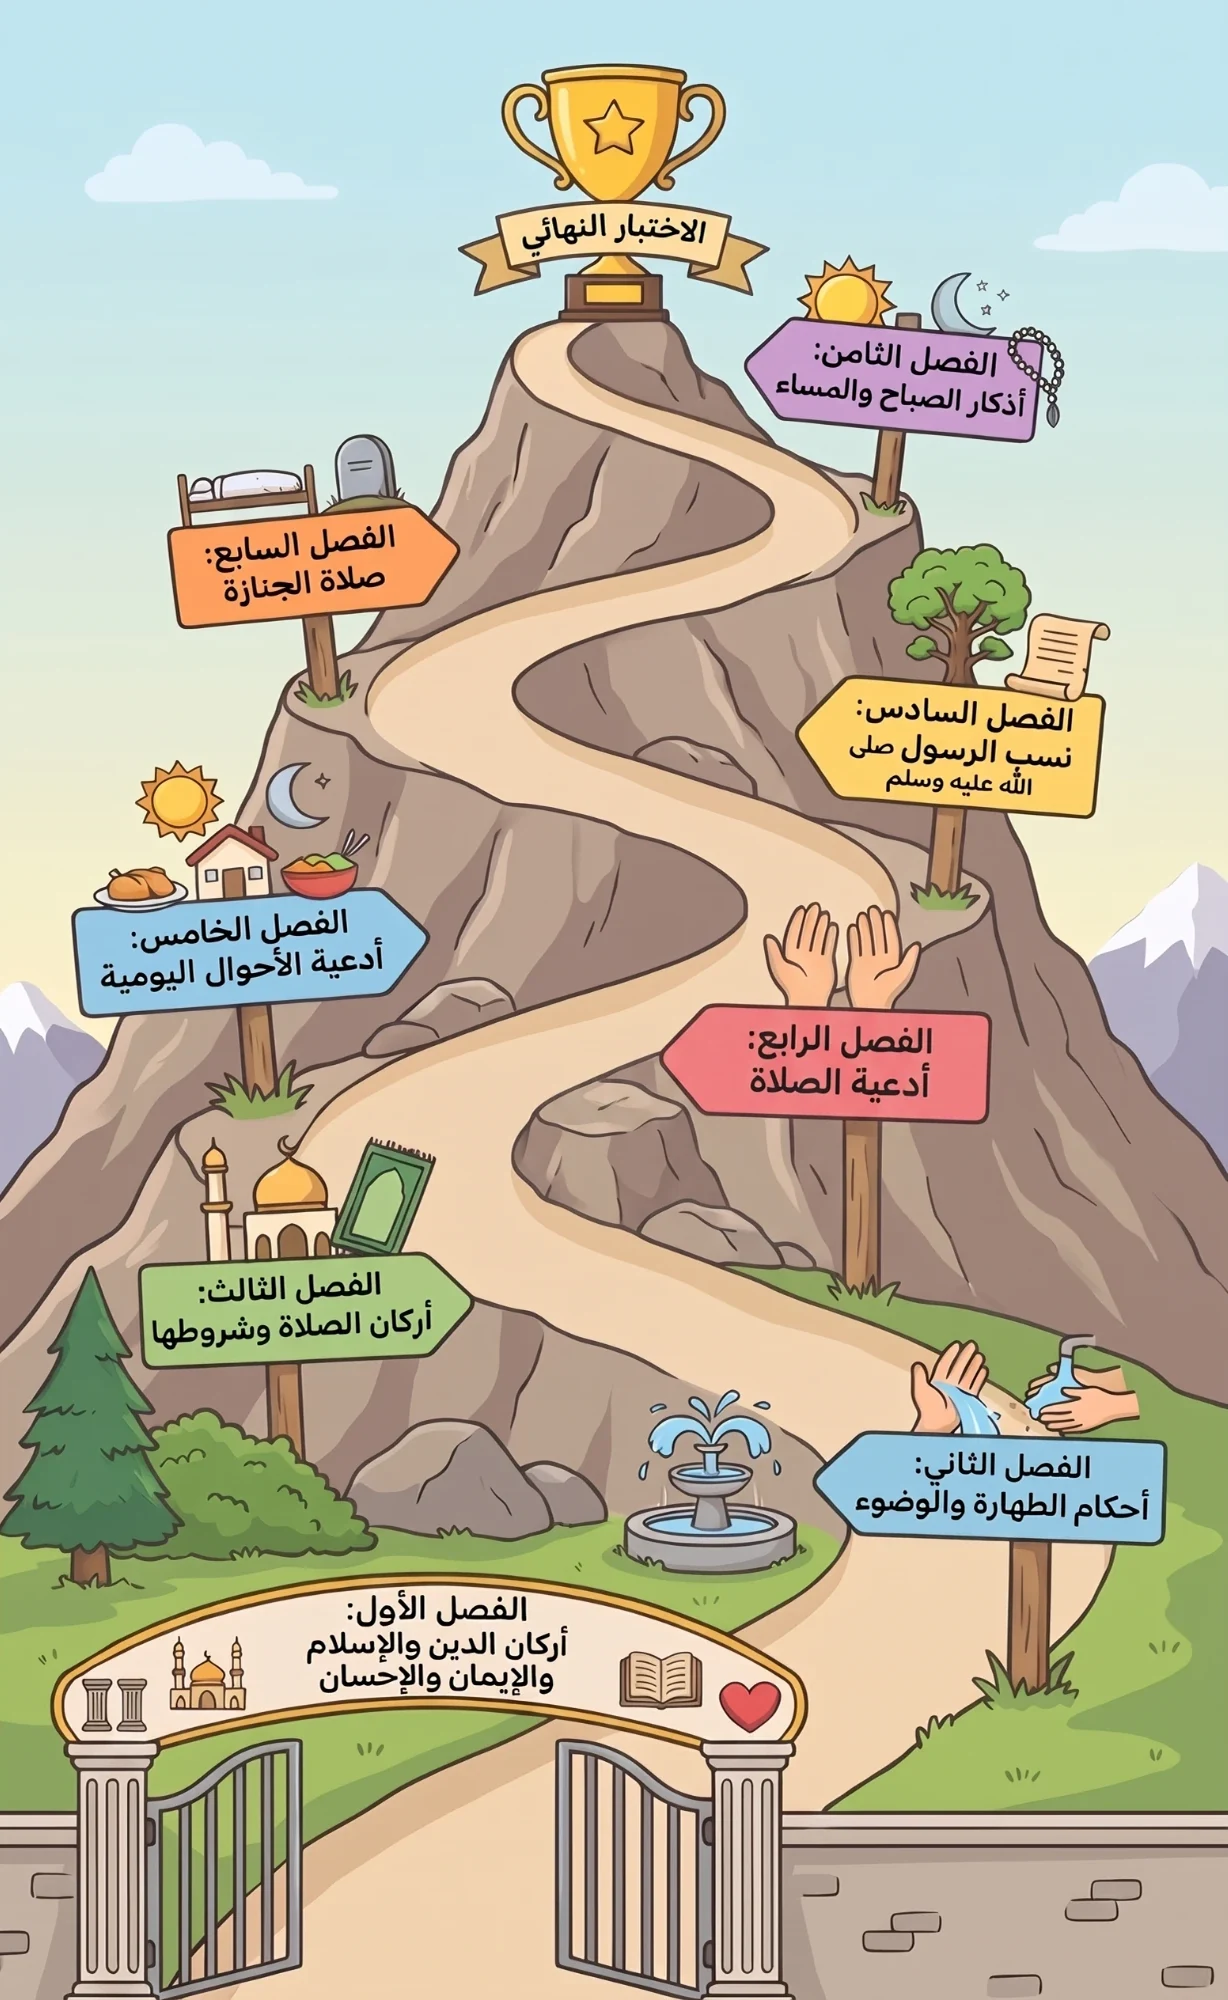 الاختبار النهائي
الفصل الثامن:
أذكار الصباح والمساء
الفصل السابع:
صلاة الجنازة
الفصل السادس:
نسب الرسول صلى
الله عليه وسلم
الفصل الخامس:
أدعية الأحوال اليومية
الفصل الرابع:
أدعية الصلاة
الفصل الثالث:
أركان الصلاة وشروطها
الفصل الثاني:
أحكام الطهارة والوضوء
الفصل الأول:
أركان الدين والإسلام
والإيمان والإحسان